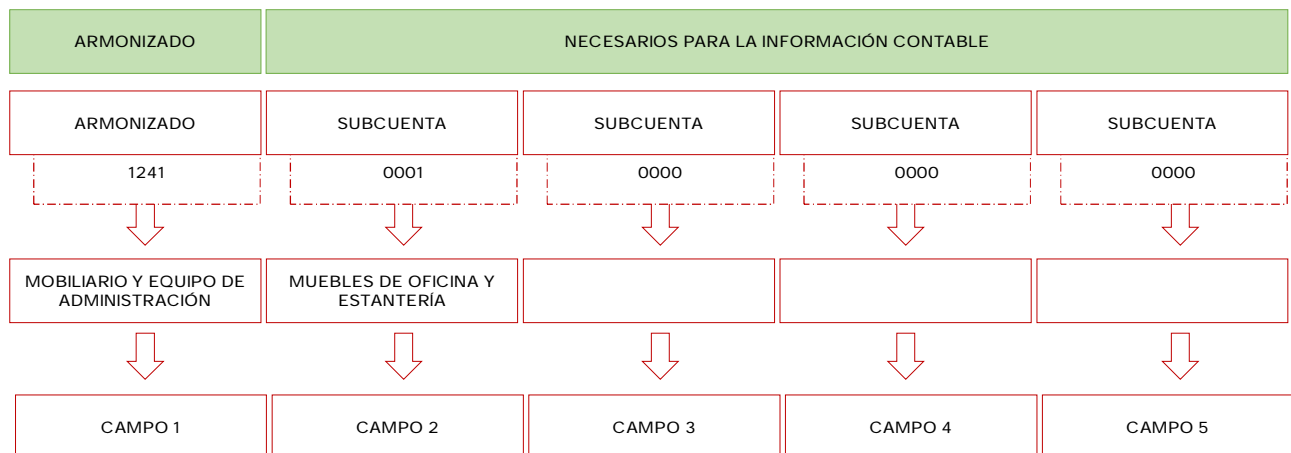 ARMONIZADO
NECESARIOS PARA LA INFORMACIÓN CONTABLE
ARMONIZADO
SUBCUENTA
SUBCUENTA
SUBCUENTA
SUBCUENTA
1241
0001
0000
0000
0000
MOBILIARIO Y EQUIPO DE
ADMINISTRACIÓN
MUEBLES DE OFICINA Y
ESTANTERÍA
CAMPO 1
CAMPO 2
CAMPO 3
CAMPO 4
CAMPO 5